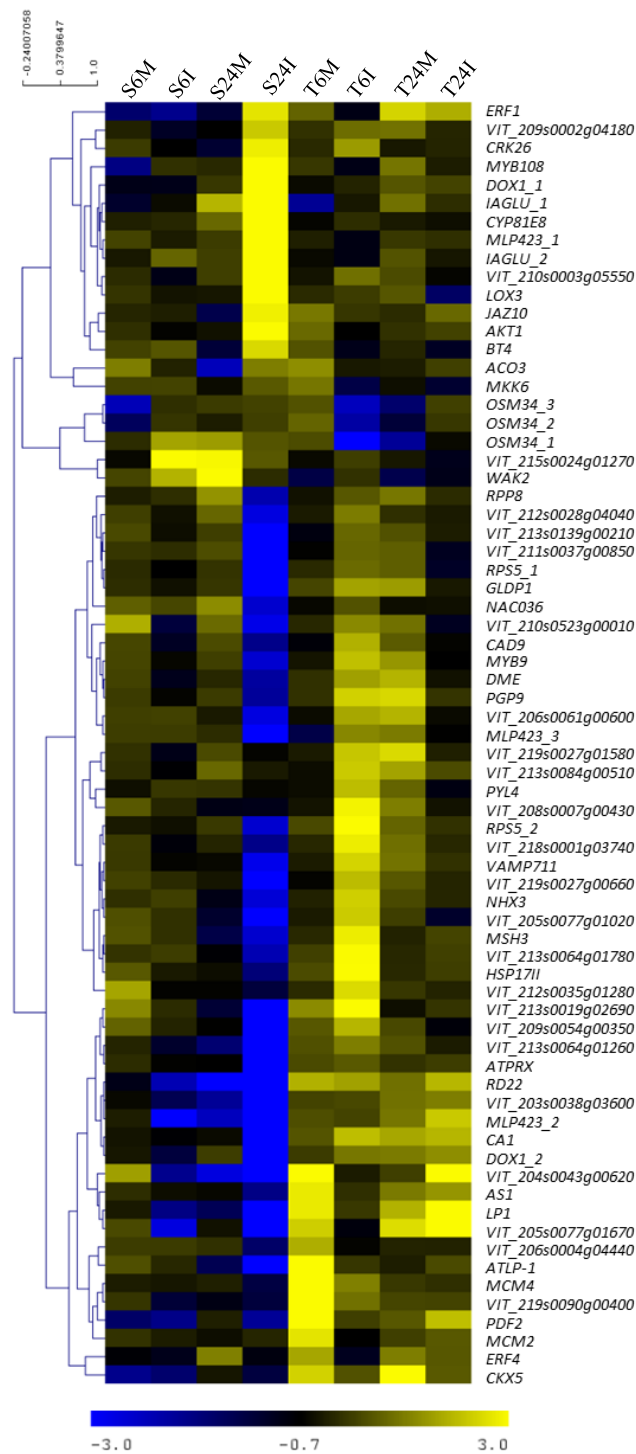 -0.24007058
0.3799647
1.0
S6M S6I S24M S24I T6M T6I T24M T24I
ERF1
VIT_209s0002g04180
CRK26
MYB108
DOX1_1
IAGLU_1
CYP81E8
MLP423_1
IAGLU_2
VIT_210s0003g05550
LOX3
JAZ10
AKT1
BT4
ACO3
MKK6
OSM34_3
OSM34_2
OSM34_1
VIT_215s0024g01270
WAK2
RPP8
VIT_212s0028g04040
VIT_213s0139g00210
VIT_211s0037g00850
RPS5_1
GLDP1
NAC036
VIT_210s0523g00010
CAD9
MYB9
DME
PGP9
VIT_206s0061g00600
MLP423_3
VIT_219s0027g01580
VIT_213s0084g00510
PYL4
VIT_208s0007g00430
RPS5_2
VIT_218s0001g03740
VAMP711
VIT_219s0027g00660
NHX3
VIT_205s0077g01020
MSH3
VIT_213s0064g01780
HSP17II
VIT_212s0035g01280
VIT_213s0019g02690
VIT_209s0054g00350
VIT_213s0064g01260
ATPRX
RD22
VIT_203s0038g03600
MLP423_2
CA1
DOX1_2
VIT_204s0043g00620
AS1
LP1
VIT_205s0077g01670
VIT_206s0004g04440
ATLP-1
MCM4
VIT_219s0090g00400
PDF2
MCM2
ERF4
CKX5
-3.0 -0.7 3.0